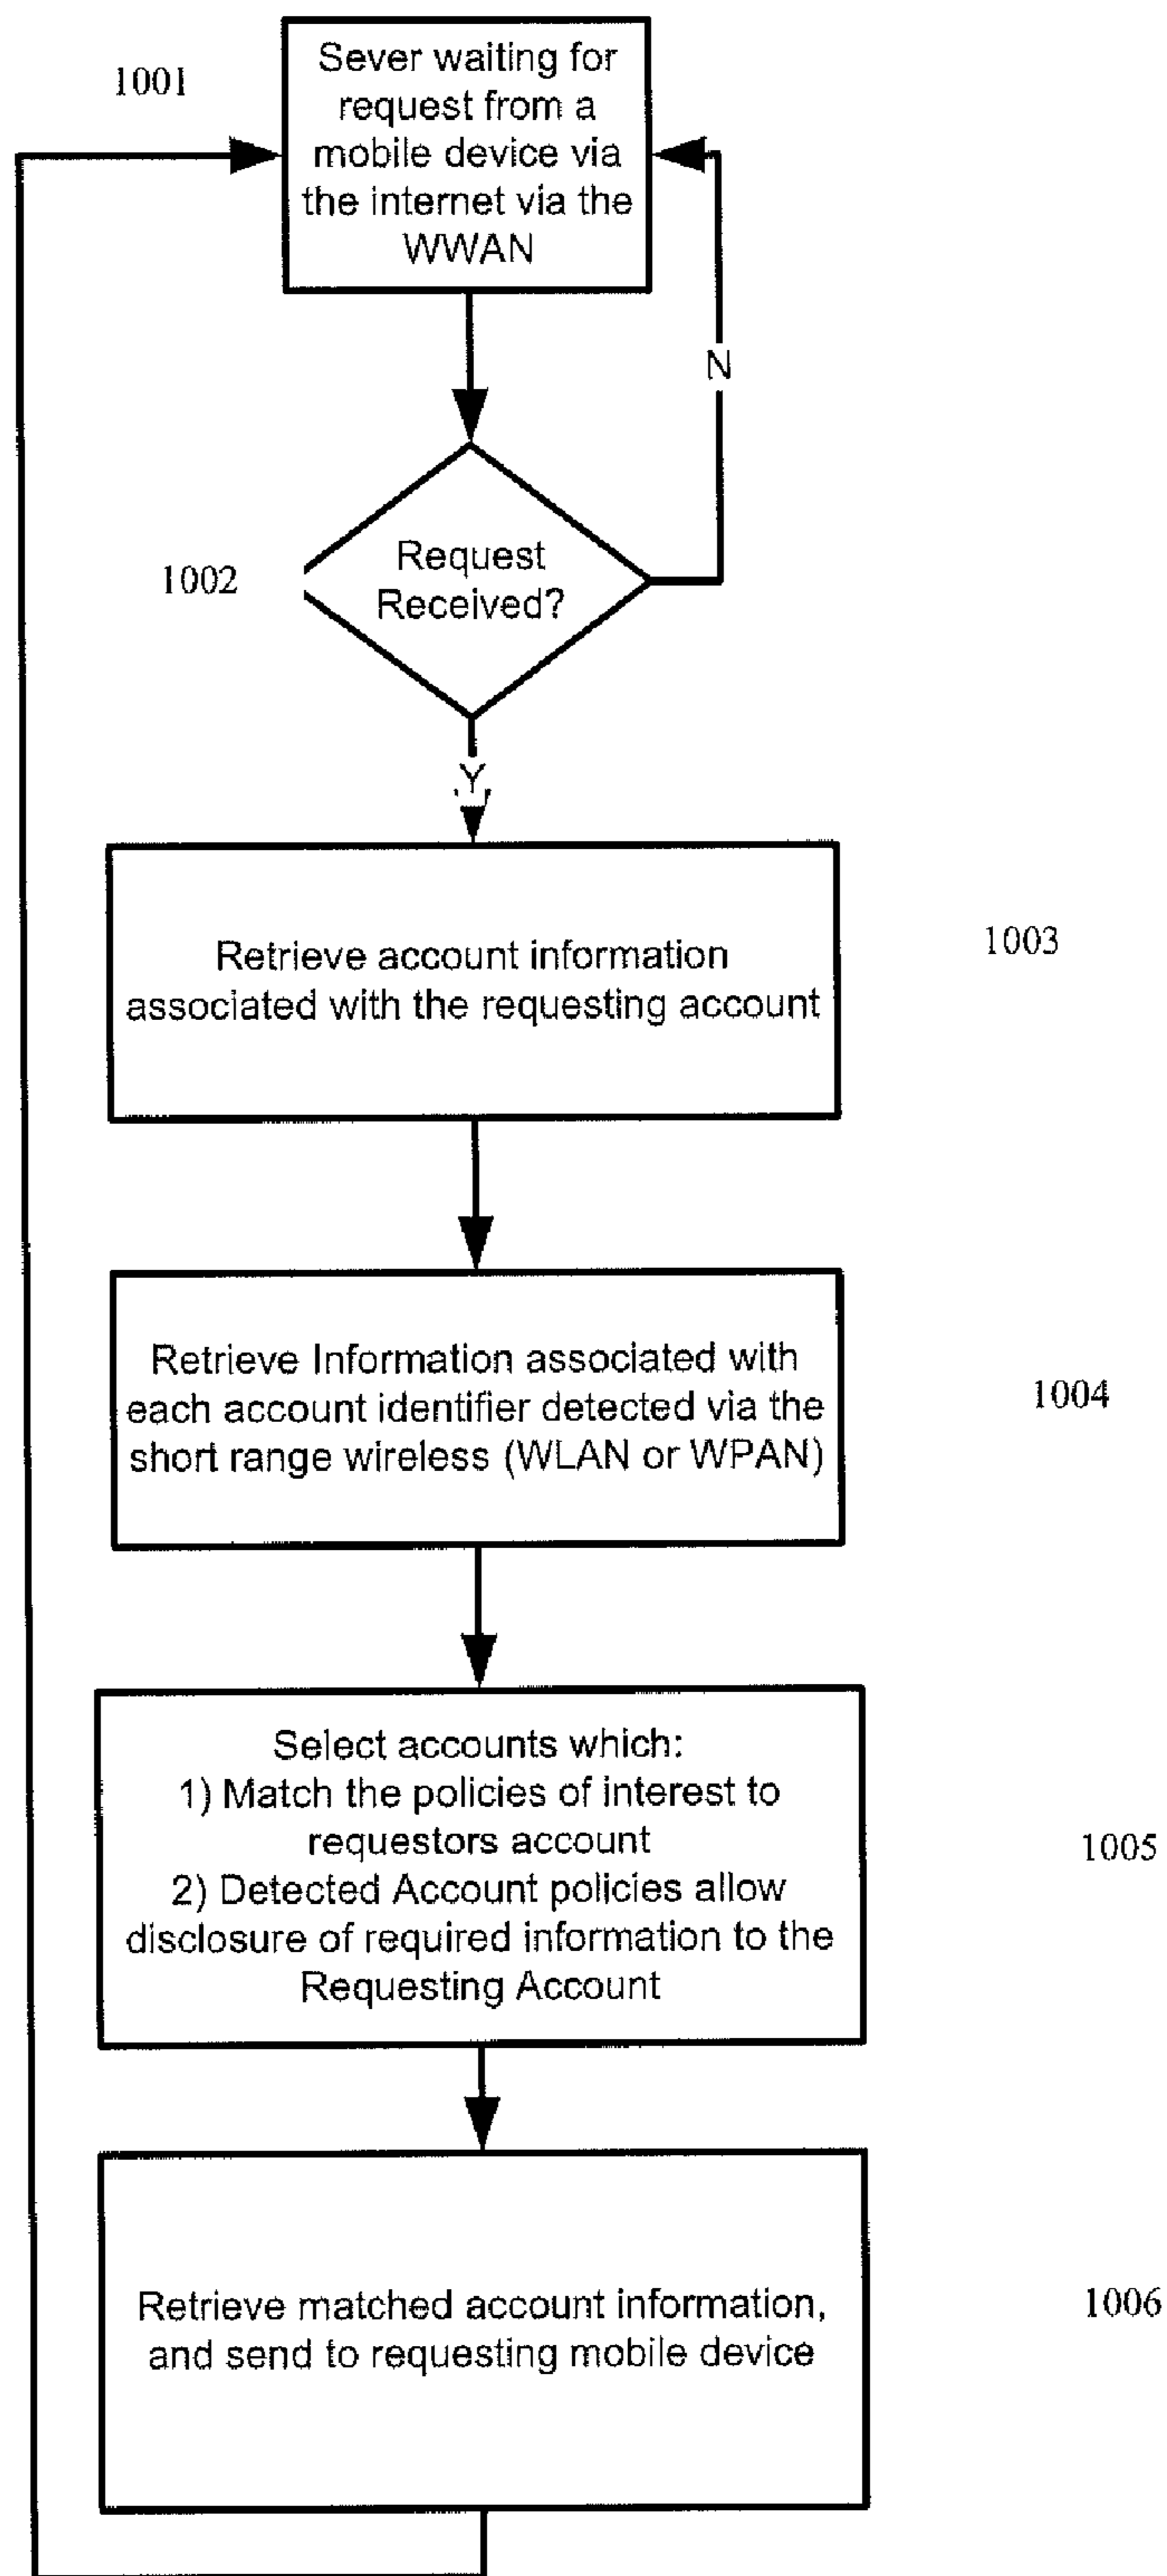 1001
Sever waiting for
request from a
mobile device via
the internet via the
WWAN
N
1002
Request
Received?
Y
Retrieve account information
associated with the requesting account
1003
Retrieve Information associated with
each account identifier detected via the
short range wireless (WLAN or WPAN)
1004
Select accounts which:
1) Match the policies of interest to
requestors account
2) Detected Account policies allow
disclosure of required information to the
Requesting Account
1005
Retrieve matched account information,
and send to requesting mobile device
1006